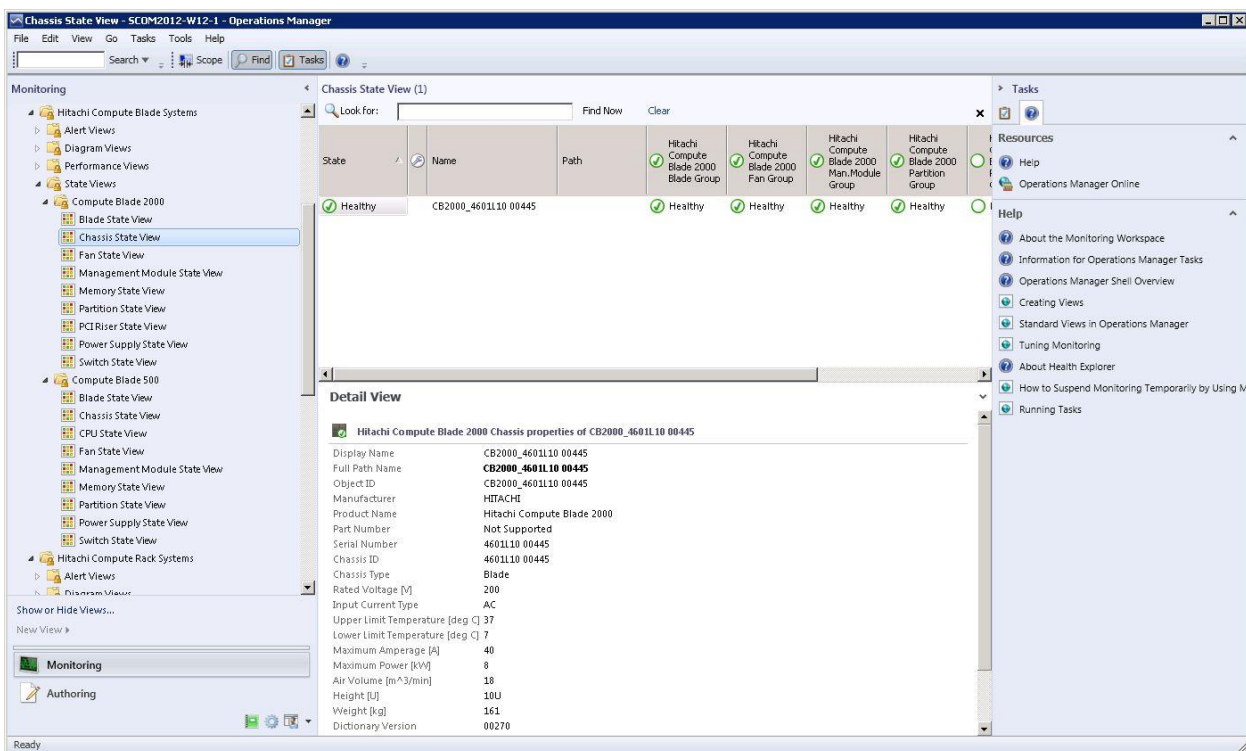 Chassis State View - SCOM2012-W12-1 - Operations Manager
File Edit View Go Tasks Tools Help
Search Scope Find Tasks
Monitoring
Hitachi Compute Blade Systems
Alert Views
Diagram Views
Performance Views
State Views
Compute Blade 2000
Blade State View
Chassis State View
Fan State View
Management Module State View
Memory State View
Partition State View
PCI Riser State View
Power Supply State View
Switch State View
Compute Blade 500
Blade State View
Chassis State View
CPU State View
Fan State View
Management Module State View
Memory State View
Partition State View
Power Supply State View
Switch State View
Hitachi Compute Rack Systems
Alert Views
Diagram Views
Show or Hide Views...
New View
Monitoring
Authoring
Ready
Chassis State View (1)
Look for: Find Now Clear
State Name Path
Hitachi Compute Blade 2000 Blade Group
Hitachi Compute Blade 2000 Fan Group
Hitachi Compute Blade 2000 Man.Module Group
Hitachi Compute Blade 2000 Partition Group
Healthy CB2000_4601L10 00445 Healthy Healthy Healthy Healthy
Detail View
Hitachi Compute Blade 2000 Chassis properties of CB2000_4601L10 00445
Display Name CB2000_4601L10 00445
Full Path Name CB2000_4601L10 00445
Object ID CB2000_4601L10 00445
Manufacturer HITACHI
Product Name Hitachi Compute Blade 2000
Part Number Not Supported
Serial Number 4601L10 00445
Chassis ID 4601L10 00445
Chassis Type Blade
Rated Voltage [V] 200
Input Current Type AC
Upper Limit Temperature [deg C] 37
Lower Limit Temperature [deg C] 7
Maximum Amperage [A] 40
Maximum Power [kW] 8
Air Volume [m^3/min] 18
Height [U] 10U
Weight [kg] 161
Dictionary Version 00270
Tasks
Resources
Help
Operations Manager Online
Help
About the Monitoring Workspace
Information for Operations Manager Tasks
Operations Manager Shell Overview
Creating Views
Standard Views in Operations Manager
Tuning Monitoring
About Health Explorer
How to Suspend Monitoring Temporarily by Using M
Running Tasks